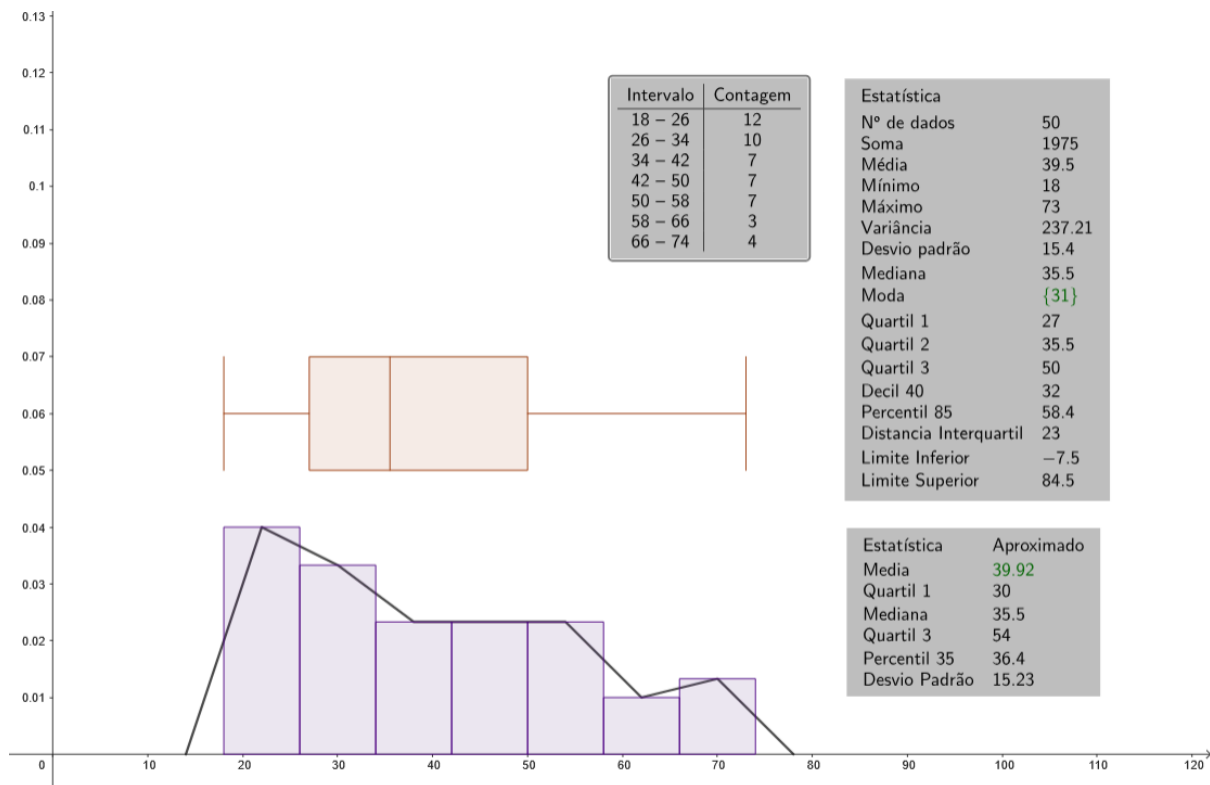 0.13
0.12
0.11
0.1
0.09
0.08
0.07
0.06
0.05
0.04
0.03
0.02
0.01
0 10 20 30 40 50 60 70 80 90 100 110 120
Intervalo Contagem
18 – 26 12
26 – 34 10
34 – 42 7
42 – 50 7
50 – 58 7
58 – 66 3
66 – 74 4
Estatística
Nº de dados 50
Soma 1975
Média 39.5
Mínimo 18
Máximo 73
Variância 237.21
Desvio padrão 15.4
Mediana 35.5
Moda {31}
Quartil 1 27
Quartil 2 35.5
Quartil 3 50
Decil 40 32
Percentil 85 58.4
Distancia Interquartil 23
Limite Inferior −7.5
Limite Superior 84.5
Estatística Aproximado
Media 39.92
Quartil 1 30
Mediana 35.5
Quartil 3 54
Percentil 35 36.4
Desvio Padrão 15.23